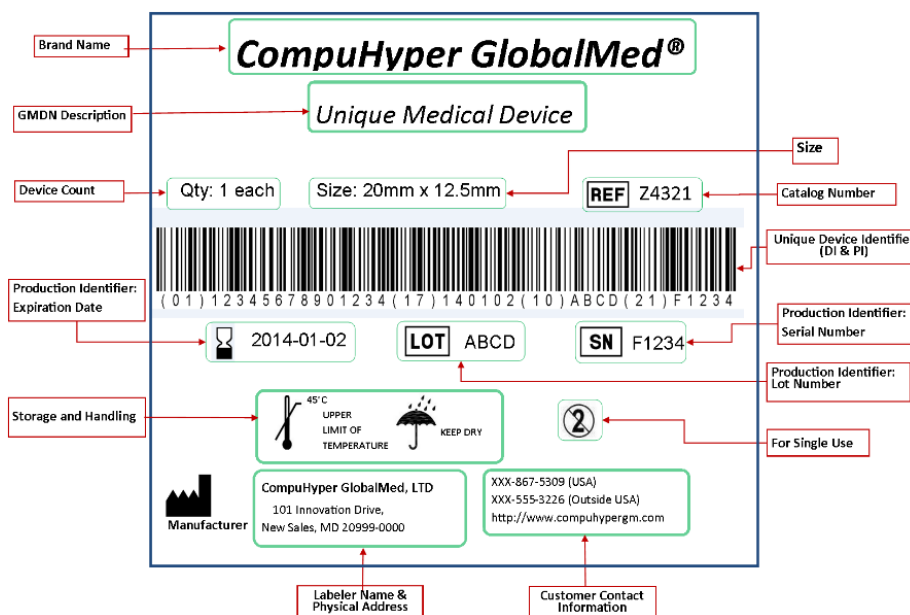 Brand Name
CompuHyper GlobalMed®
GMDN Description
Unique Medical Device
Size
Device Count
Qty: 1 each
Size: 20mm x 12.5mm
REF Z4321
Catalog Number
Unique Device Identifie
(DI & PI)
(01)12345678901234(17)140102(10)ABCD(21)F1234
Production Identifier:
Expiration Date
2014-01-02
LOT ABCD
SN F1234
Production Identifier:
Serial Number
Production Identifier:
Lot Number
Storage and Handling
45°C
UPPER
LIMIT OF
TEMPERATURE
KEEP DRY
2
For Single Use
Manufacturer
CompuHyper GlobalMed, LTD
101 Innovation Drive,
New Sales, MD 20999-0000
XXX-867-5309 (USA)
XXX-555-3226 (Outside USA)
http://www.compuhypergm.com
Labeler Name &
Physical Address
Customer Contact
Information